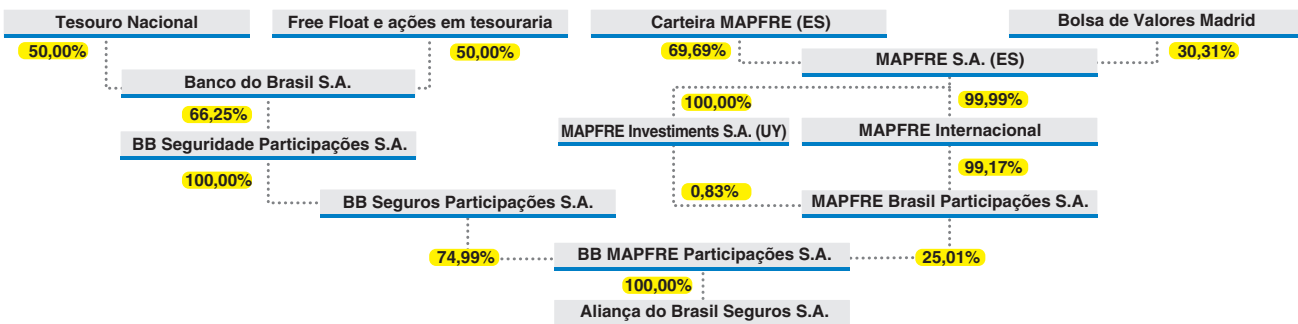 Tesouro Nacional
Free Float e ações em tesouraria
Carteira MAPFRE (ES)
Bolsa de Valores Madrid
50,00%
50,00%
69,69%
30,31%
MAPFRE S.A. (ES)
Banco do Brasil S.A.
100,00%
99,99%
66,25%
MAPFRE Investiments S.A. (UY)
MAPFRE Internacional
BB Seguridade Participações S.A.
99,17%
100,00%
0,83%
BB Seguros Participações S.A.
MAPFRE Brasil Participações S.A.
74,99%
BB MAPFRE Participações S.A.
25,01%
100,00%
Aliança do Brasil Seguros S.A.